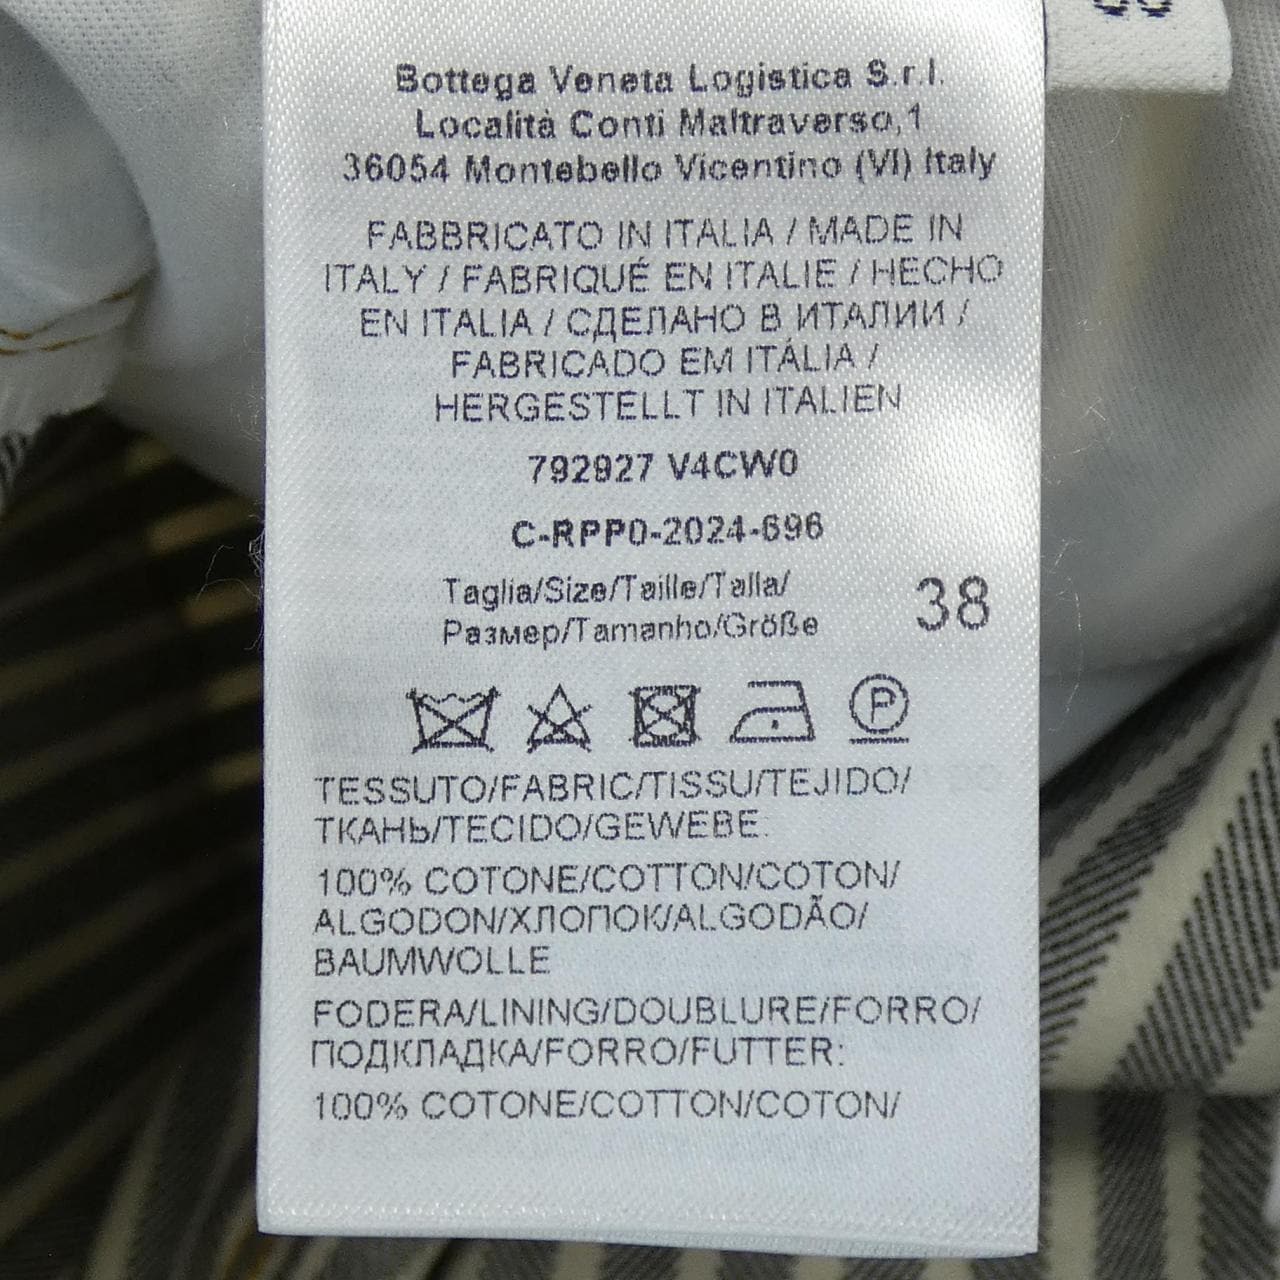 Bottega Veneta Logistica S.r.l.
Località Conti Maltraverso,1
36054 Montebello Vicentino (VI) Italy
FABBRICATO IN ITALIA / MADE IN
ITALY / FABRIQUÉ EN ITALIE / HECHO
EN ITALIA / СДЕЛАНО В ИТАЛИИ /
FABRICADO EM ITÁLIA /
HERGESTELLT IN ITALIEN
792927 V4CW0
C-RPP0-2024-696
Taglia/Size/Taille/Talla/
Размер/Tamanho/Größe
38
P
TESSUTO/FABRIC/TISSU/TEJIDO/
ТКАНЬ/TECIDO/GEWEBE:
100% COTONE/COTTON/COTON/
ALGODON/ХЛОПОК/ALGODÃO/
BAUMWOLLE
FODERA/LINING/DOUBLURE/FORRO/
ПОДКЛАДКА/FORRO/FUTTER:
100% COTONE/COTTON/COTON/